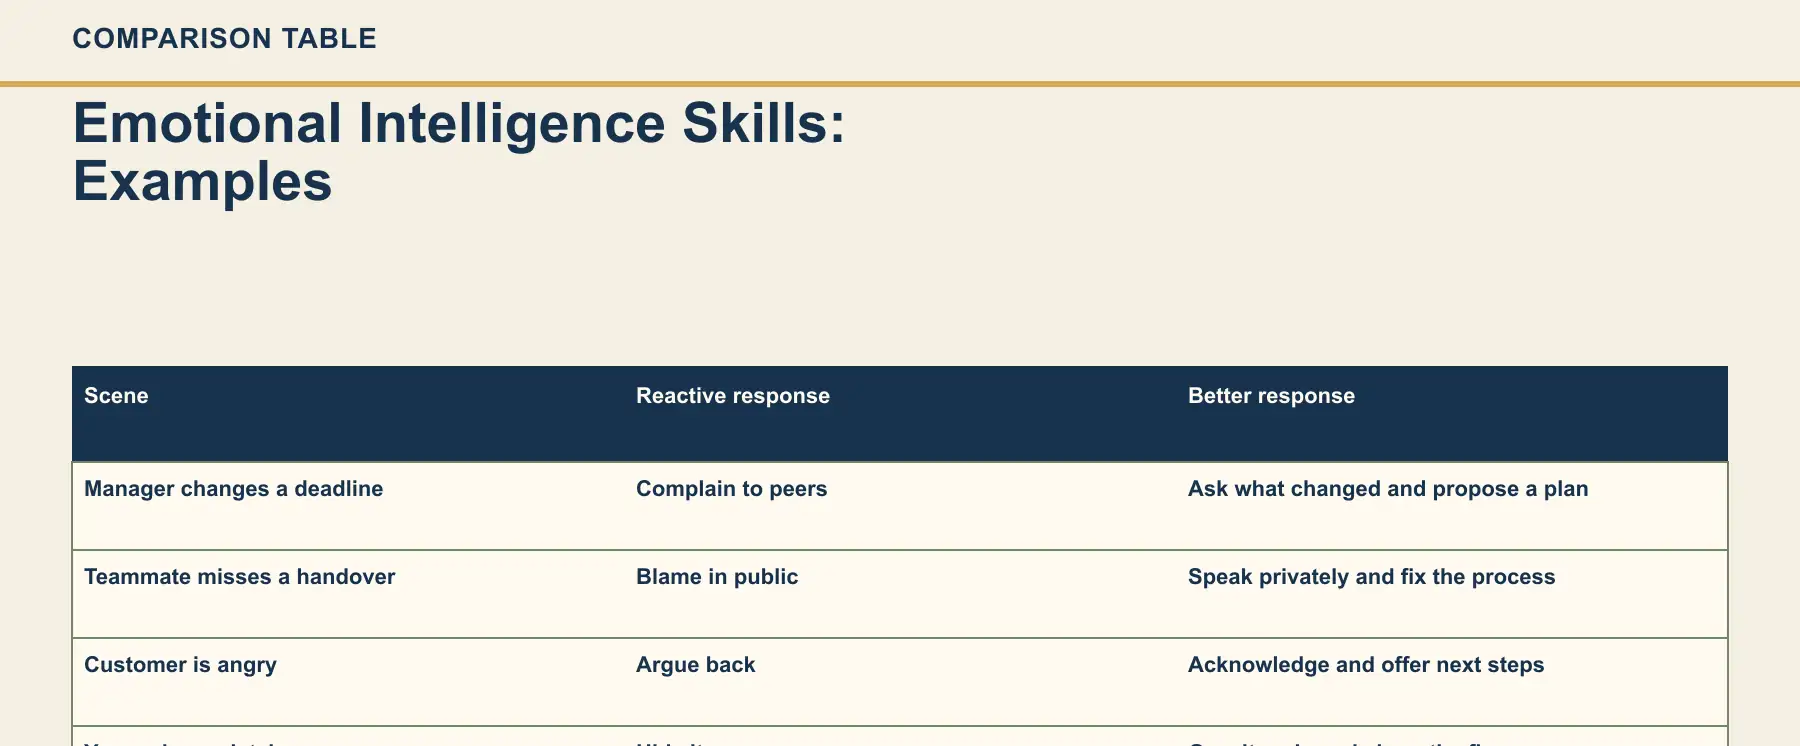 COMPARISON TABLE
Emotional Intelligence Skills:
Examples
Scene Reactive response Better response
Manager changes a deadline Complain to peers Ask what changed and propose a plan
Teammate misses a handover Blame in public Speak privately and fix the process
Customer is angry Argue back Acknowledge and offer next steps